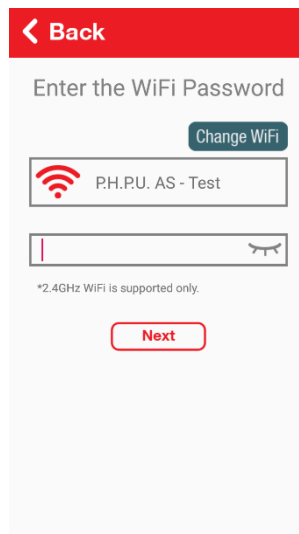 Back
Enter the WiFi Password
Change WiFi
P.H.P.U. AS - Test
*2.4GHz WiFi is supported only.
Next